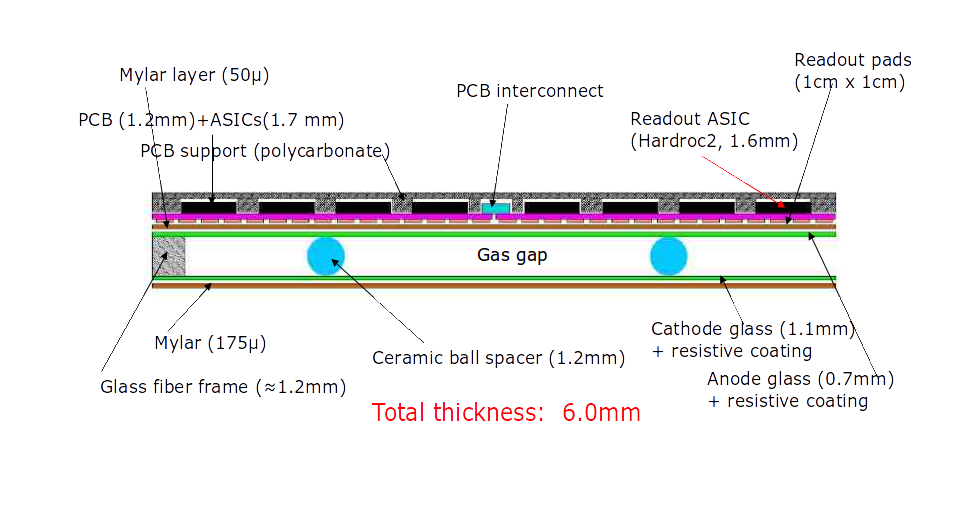 Mylar layer (50µ)
PCB (1.2mm)+ASICs(1.7 mm)
PCB support (polycarbonate)
PCB interconnect
Readout pads
(1cm x 1cm)
Readout ASIC
(Hardroc2, 1.6mm)
Gas gap
Mylar (175µ)
Glass fiber frame (≈1.2mm)
Ceramic ball spacer (1.2mm)
Cathode glass (1.1mm)
+ resistive coating
Anode glass (0.7mm)
+ resistive coating
Total thickness: 6.0mm